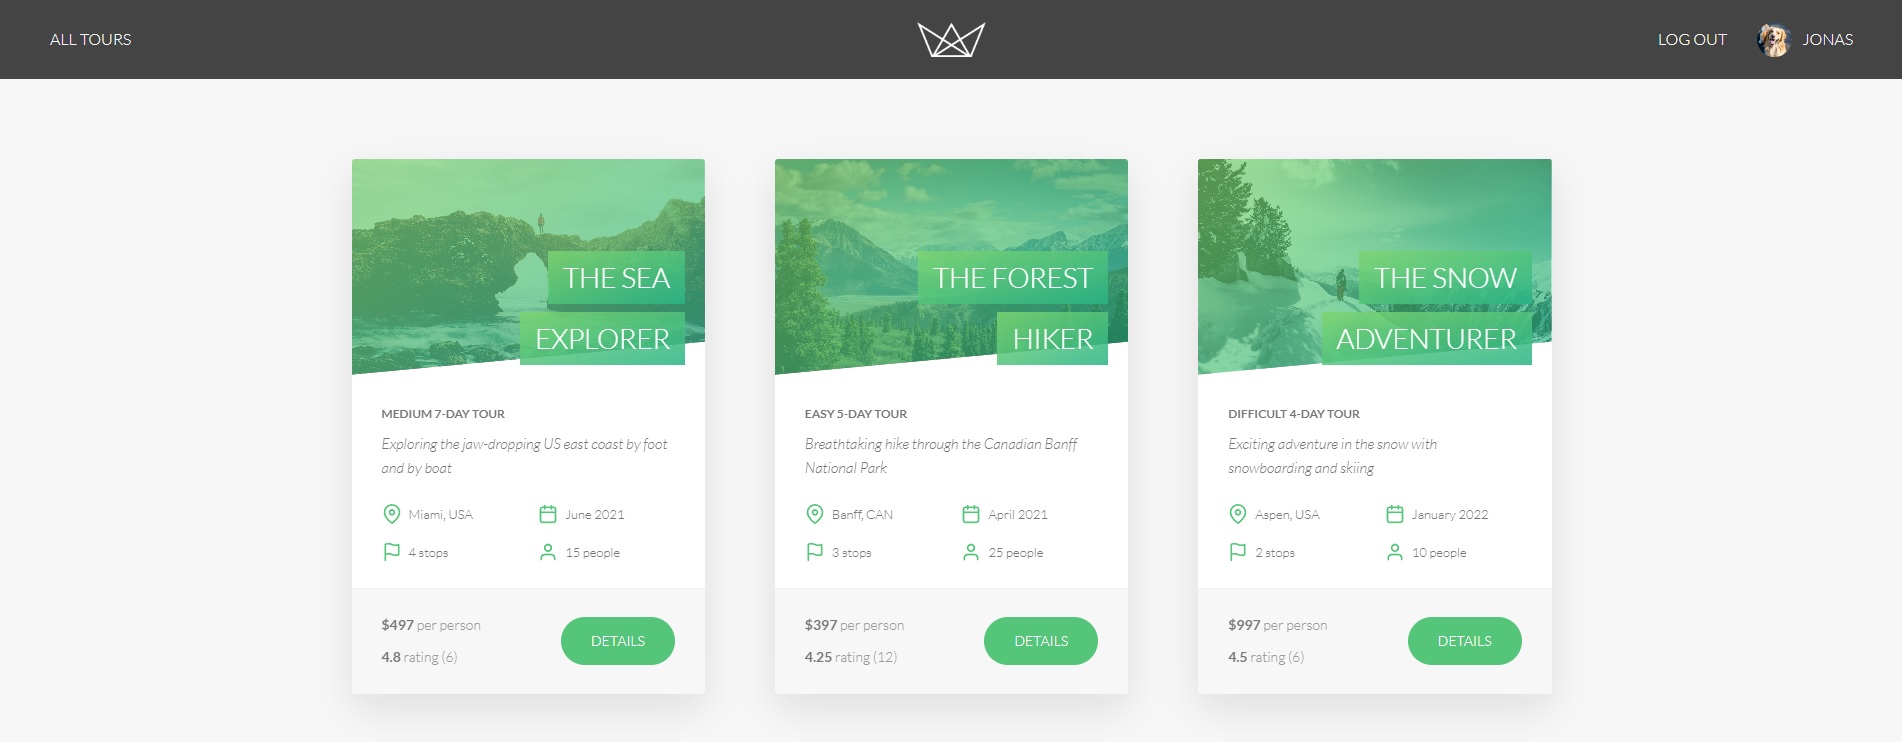 ALL TOURS
LOG OUT
JONAS
THE SEA
EXPLORER
MEDIUM 7-DAY TOUR
Exploring the jaw-dropping US east coast by foot
and by boat
Miami, USA
June 2021
4 stops
15 people
$497 per person
4.8 rating (6)
DETAILS
THE FOREST
HIKER
EASY 5-DAY TOUR
Breathtaking hike through the Canadian Banff
National Park
Banff, CAN
April 2021
3 stops
25 people
$397 per person
4.25 rating (12)
DETAILS
THE SNOW
ADVENTURER
DIFFICULT 4-DAY TOUR
Exciting adventure in the snow with
snowboarding and skiing
Aspen, USA
January 2022
2 stops
10 people
$997 per person
4.5 rating (6)
DETAILS